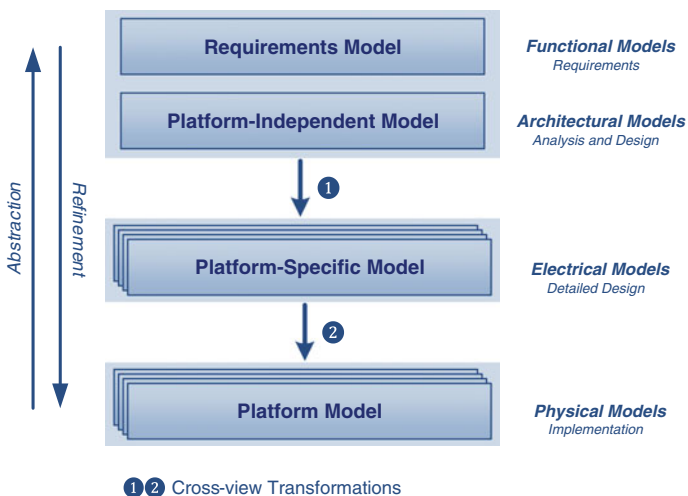 Requirements Model
Functional Models
Requirements
Platform-Independent Model
Architectural Models
Analysis and Design
Abstraction
Refinement
1
Platform-Specific Model
Electrical Models
Detailed Design
2
Platform Model
Physical Models
Implementation
1 2 Cross-view Transformations